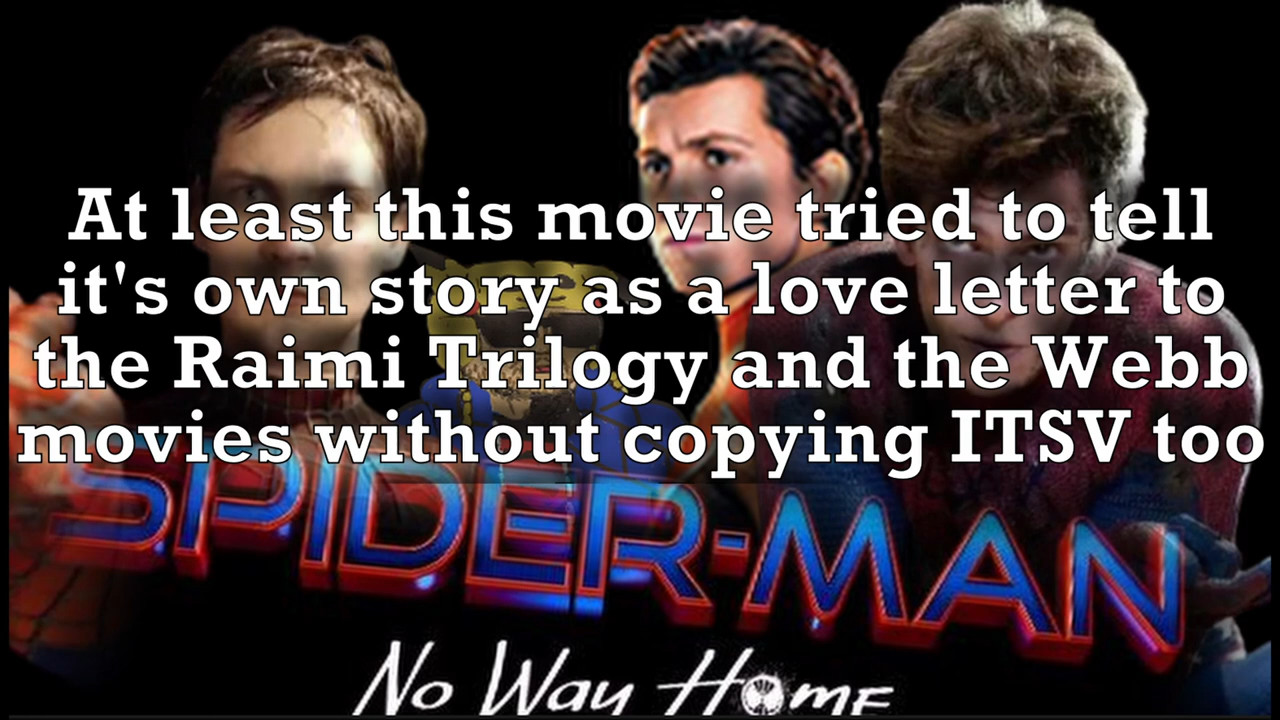 At least this movie tried to tell
it's own story as a love letter to
the Raimi Trilogy and the Webb
movies without copying ITSV too
SPIDER-MAN
No Way Home